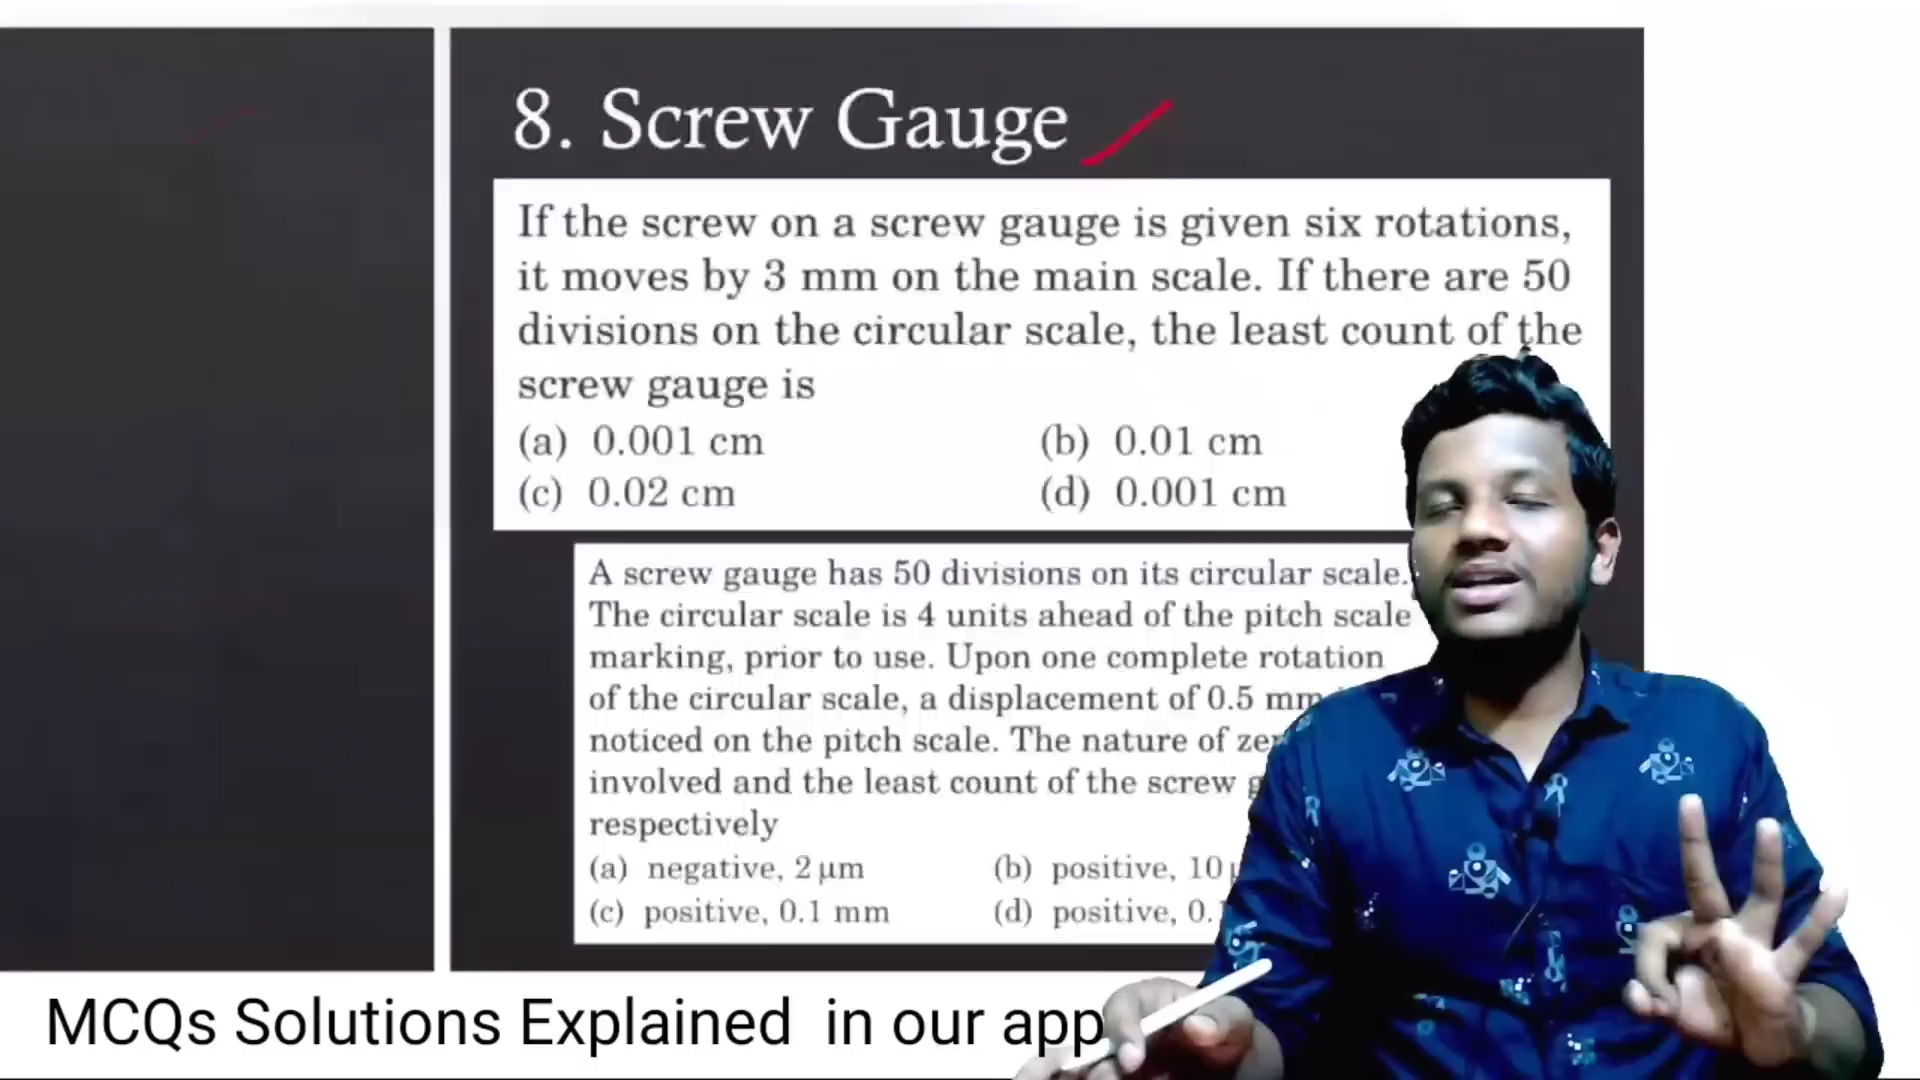 8. Screw Gauge
If the screw on a screw gauge is given six rotations,
it moves by 3 mm on the main scale. If there are 50
divisions on the circular scale, the least count of the
screw gauge is
(a) 0.001 cm (b) 0.01 cm
(c) 0.02 cm (d) 0.001 cm
A screw gauge has 50 divisions on its circular scale.
The circular scale is 4 units ahead of the pitch scale
marking, prior to use. Upon one complete rotation
of the circular scale, a displacement of 0.5 mm
noticed on the pitch scale. The nature of
involved and the least count of the screw
respectively
(a) negative, 2 μm (b) positive, 10
(c) positive, 0.1 mm (d) positive,
MCQs Solutions Explained in our app